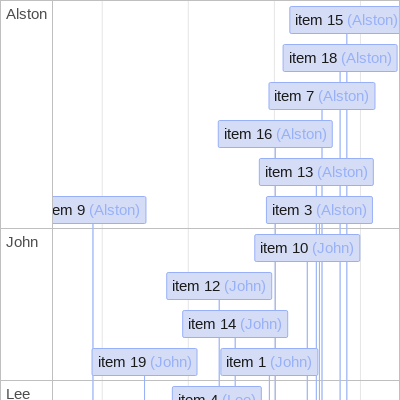 Alston
item 15 (Alston)
item 18 (Alston)
item 7 (Alston)
item 16 (Alston)
item 13 (Alston)
em 9 (Alston)
item 3 (Alston)
John
item 10 (John)
item 12 (John)
item 14 (John)
item 19 (John)
item 1 (John)
Lee
item 4 (Lee)